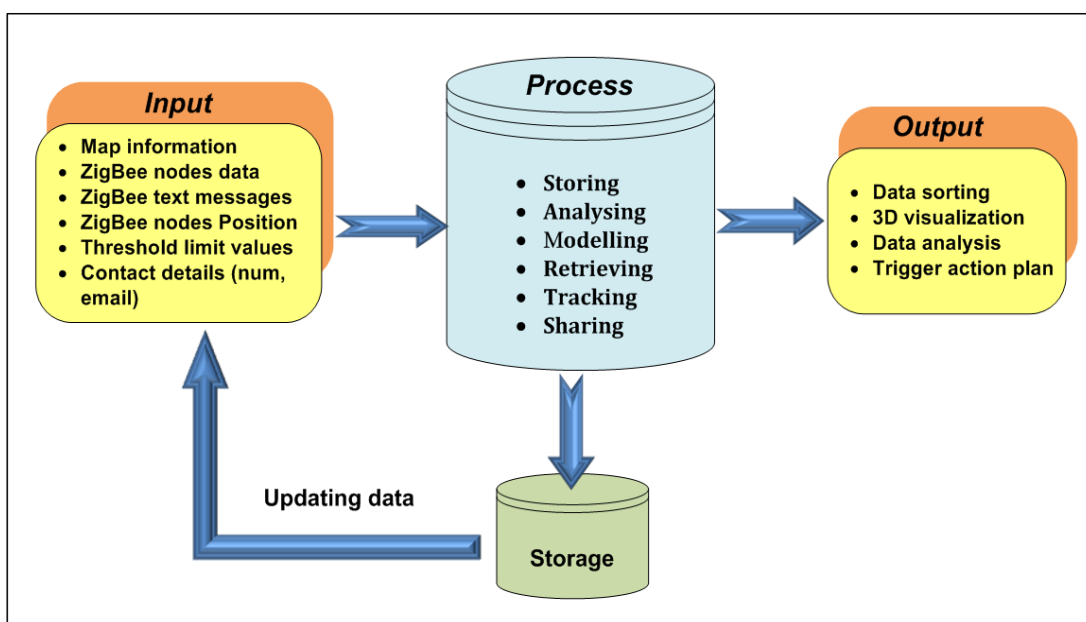 Input
• Map information
• ZigBee nodes data
• ZigBee text messages
• ZigBee nodes Position
• Threshold limit values
• Contact details (num,
email)
Process
• Storing
• Analysing
• Modelling
• Retrieving
• Tracking
• Sharing
Output
• Data sorting
• 3D visualization
• Data analysis
• Trigger action plan
Updating data
Storage